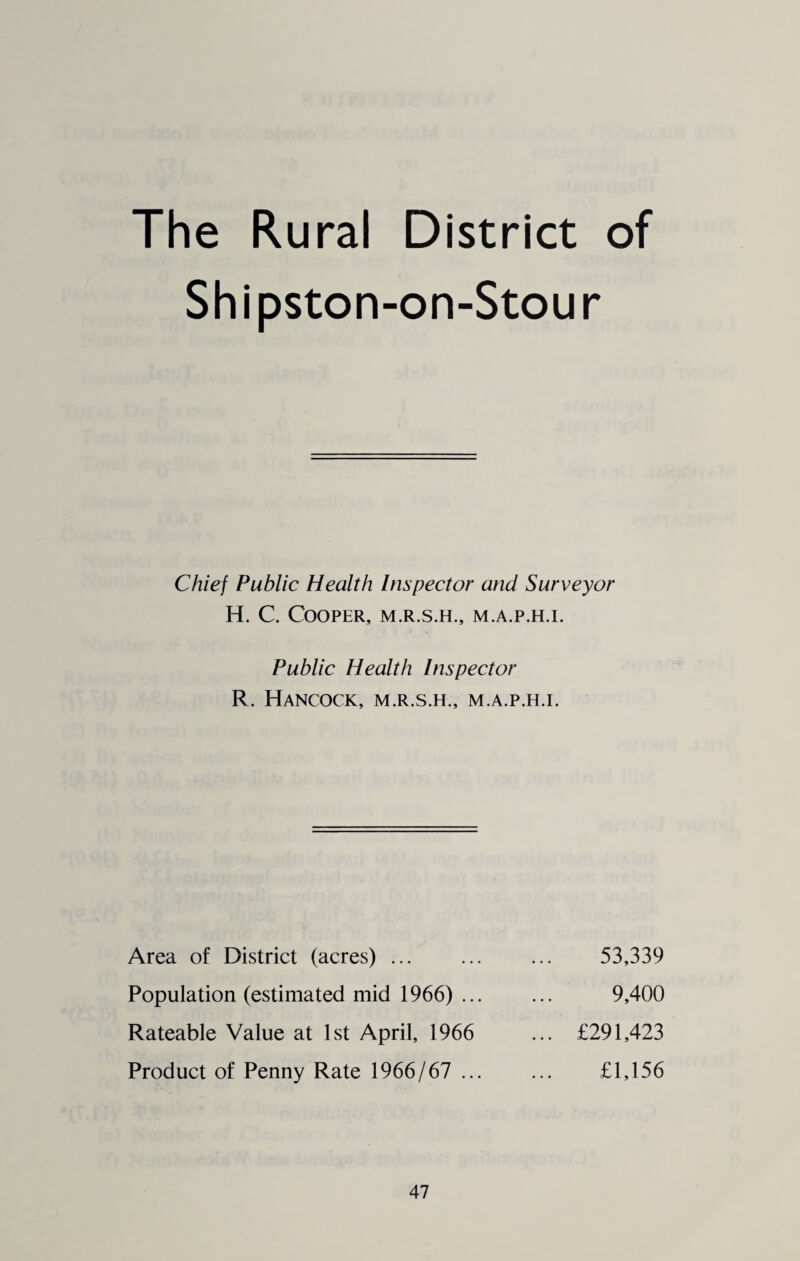 The Rural District of
Shipston-on-Stour
Chief Public Health Inspector and Surveyor
H. C. COOPER, M.R.S.H., M.A.P.H.I.
Public Health Inspector
R. HANCOCK, M.R.S.H., M.A.P.H.I.
Area of District (acres) ... ... ... 53,339
Population (estimated mid 1966) ... ... 9,400
Rateable Value at 1st April, 1966 ... £291,423
Product of Penny Rate 1966/67 ... ... £1,156
47